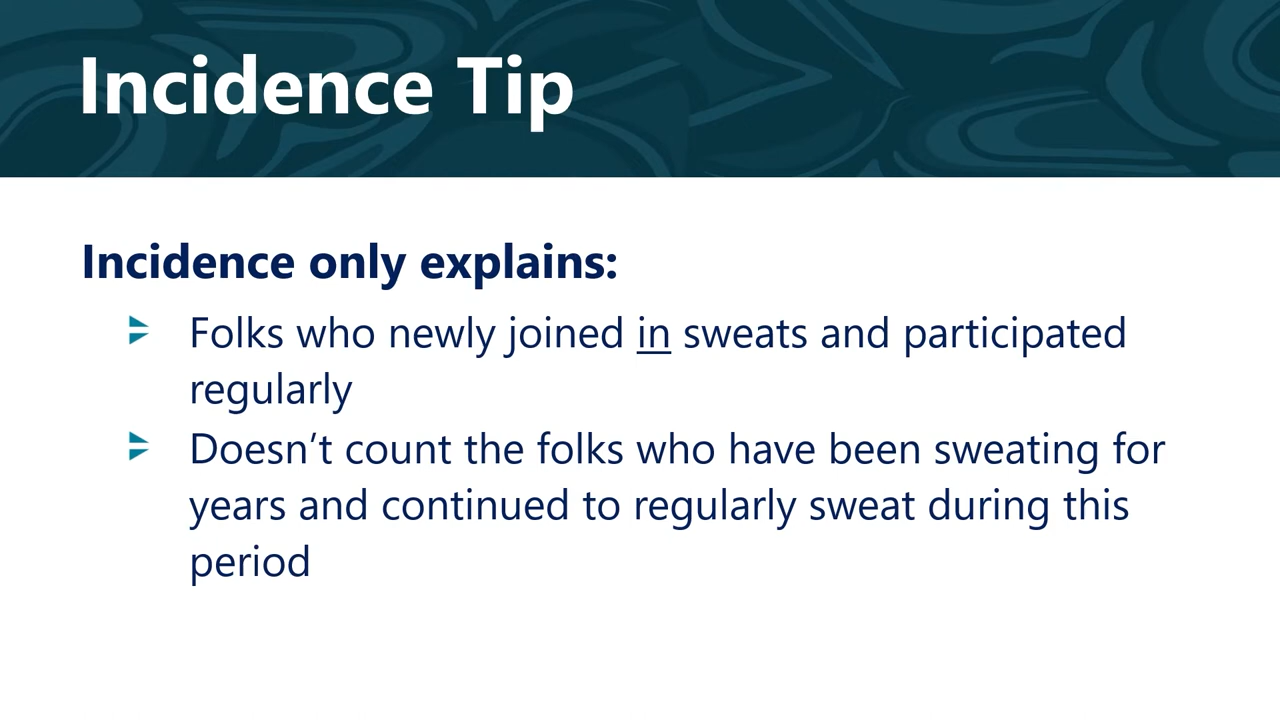 Incidence Tip
Incidence only explains:
Folks who newly joined in sweats and participated
regularly
Doesn’t count the folks who have been sweating for
years and continued to regularly sweat during this
period